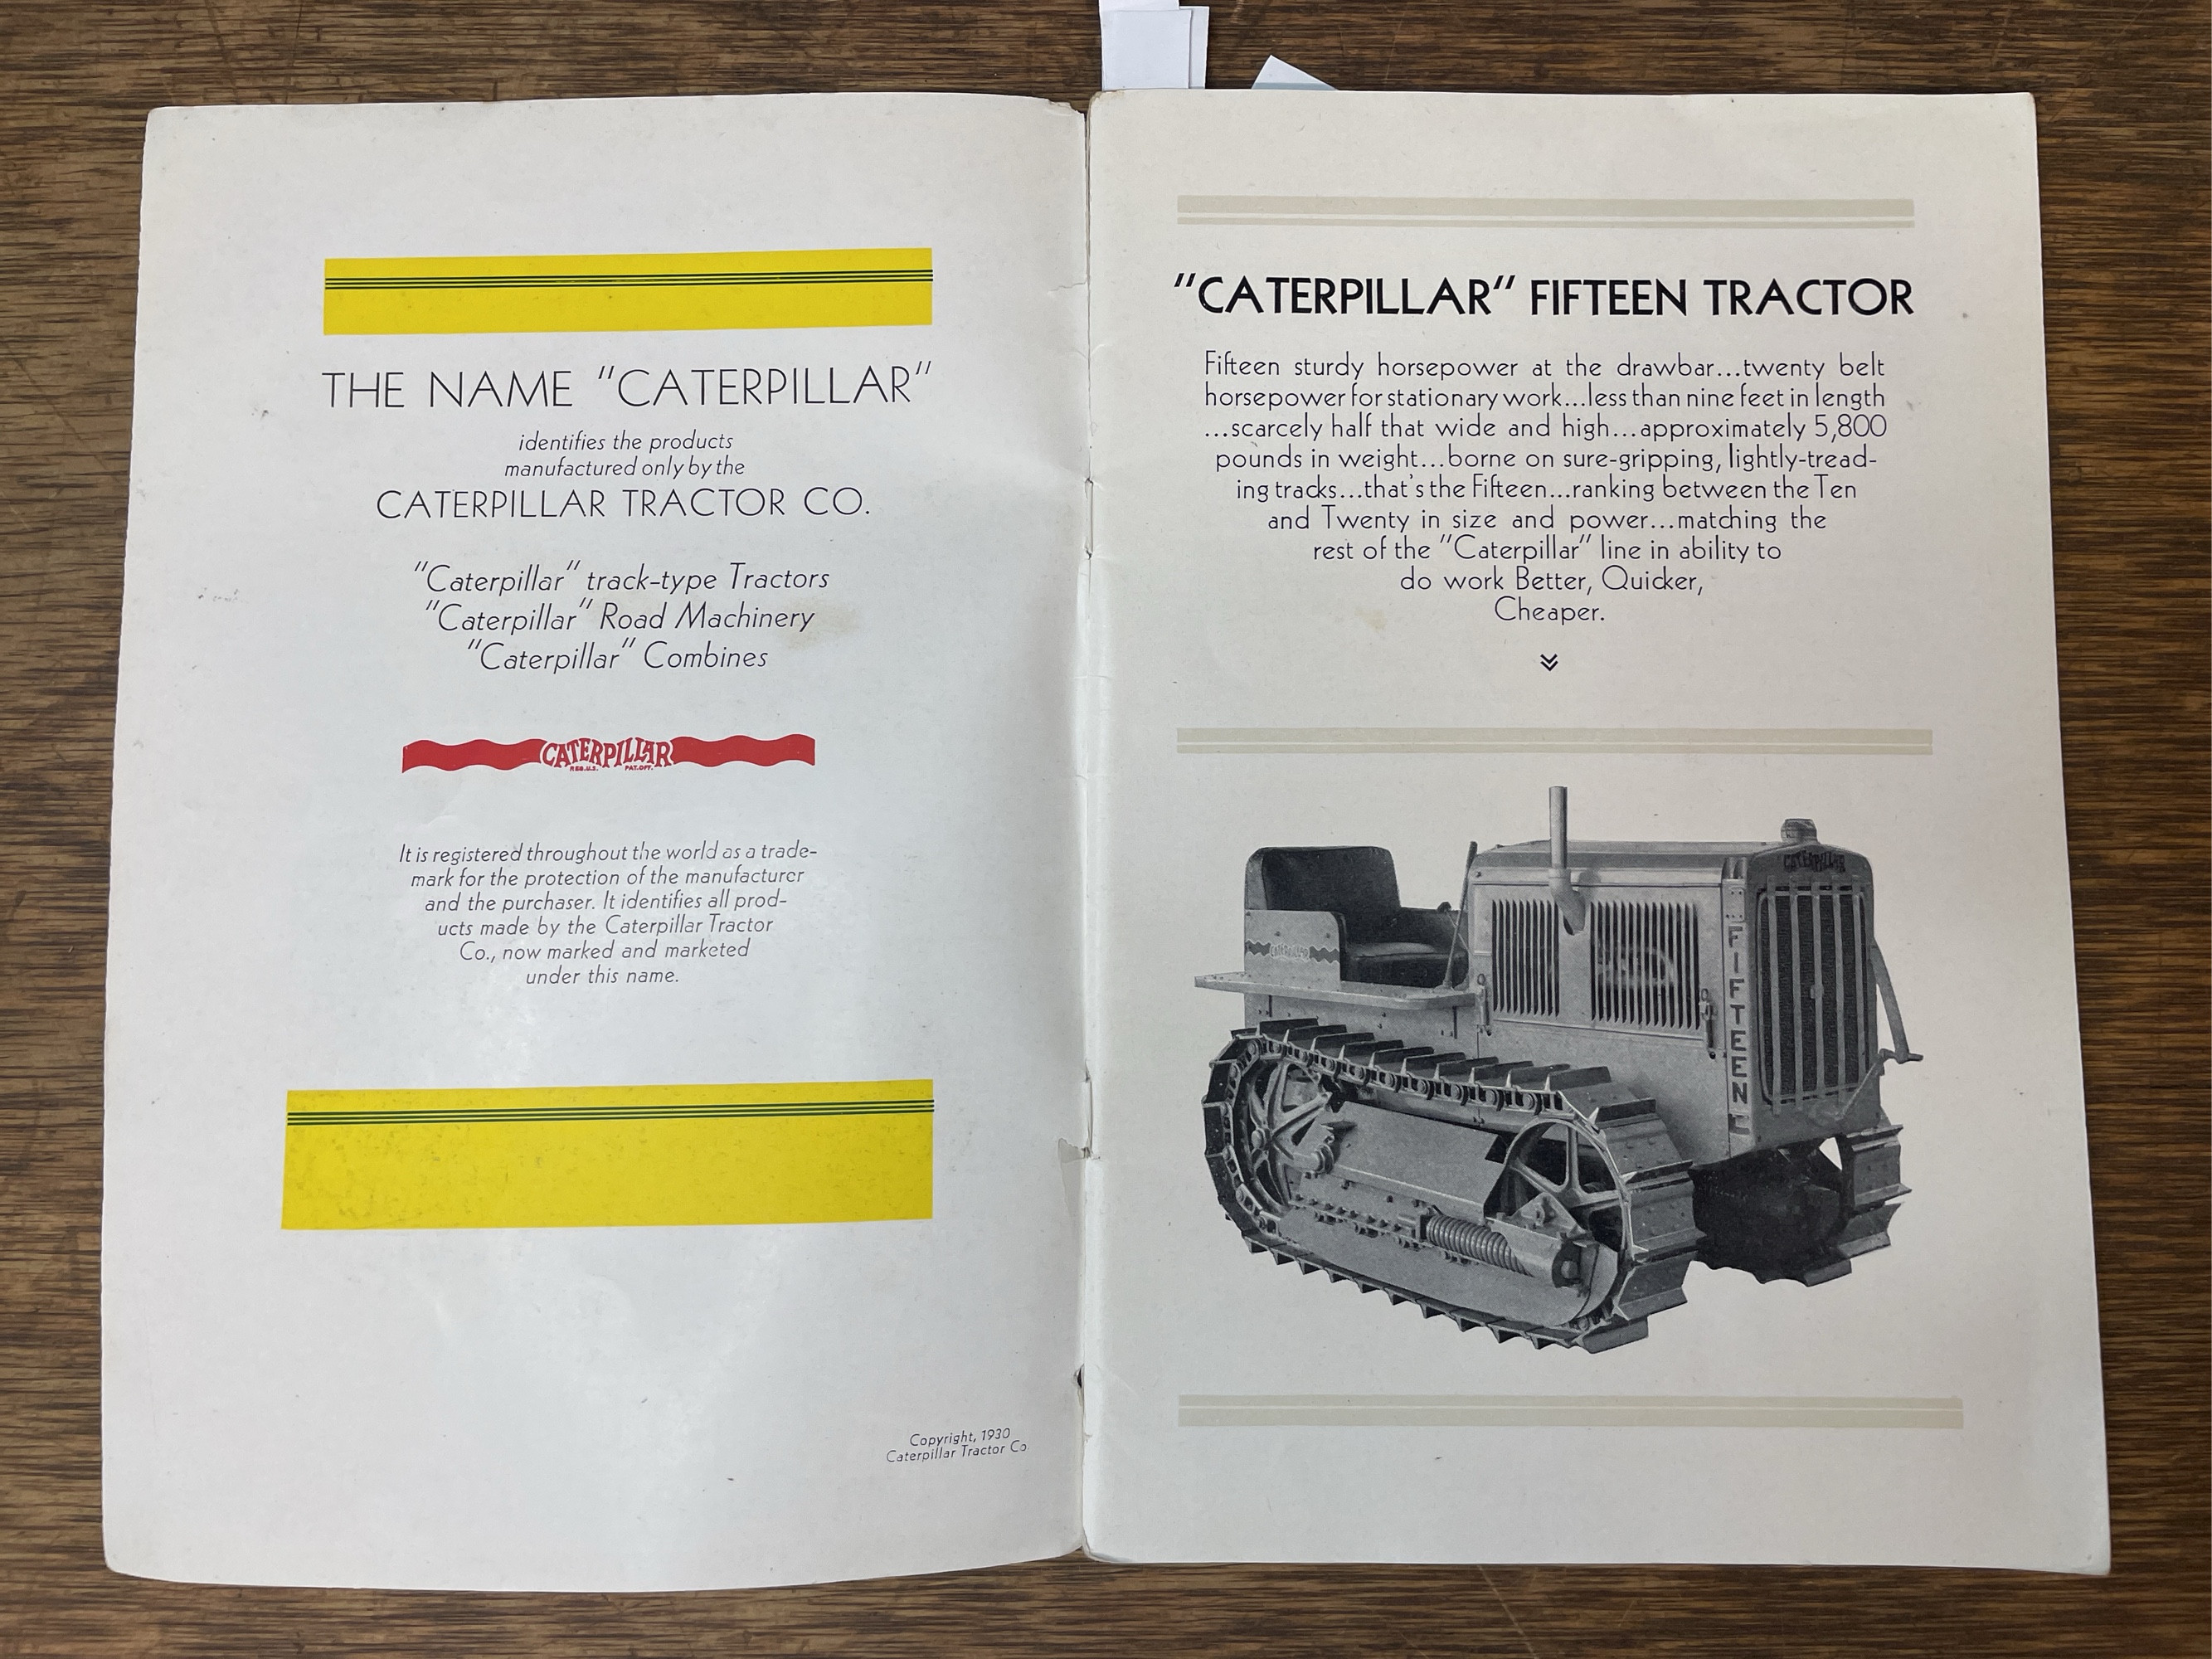 THE NAME "CATERPILLAR"
identifies the products
manufactured only by the
CATERPILLAR TRACTOR CO.
"Caterpillar" track-type Tractors
"Caterpillar" Road Machinery
"Caterpillar" Combines
CATERPILLAR
REG. U.S. PAT. OFF.
It is registered throughout the world as a trade-
mark for the protection of the manufacturer
and the purchaser. It identifies all prod-
ucts made by the Caterpillar Tractor
Co., now marked and marketed
under this name.
Copyright, 1930
Caterpillar Tractor Co.
"CATERPILLAR" FIFTEEN TRACTOR
Fifteen sturdy horsepower at the drawbar...twenty belt
horsepower for stationary work...less than nine feet in length
...scarcely half that wide and high...approximately 5,800
pounds in weight...borne on sure-gripping, lightly-tread-
ing tracks...that's the Fifteen...ranking between the Ten
and Twenty in size and power...matching the
rest of the "Caterpillar" line in ability to
do work Better, Quicker,
Cheaper.
CATERPILLAR
CATERPILLAR
FIFTEEN